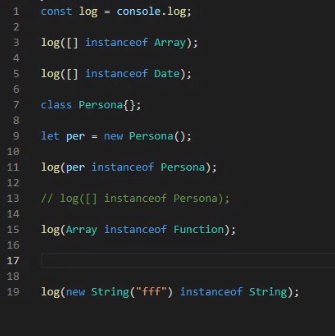 1 const log = console.log;
2
3 log([] instanceof Array);
4
5 log([] instanceof Date);
6
7 class Persona{};
8
9 let per = new Persona();
10
11 log(per instanceof Persona);
12
13 // log([] instanceof Persona);
14
15 log(Array instanceof Function);
16
17
18
19 log(new String("fff") instanceof String);